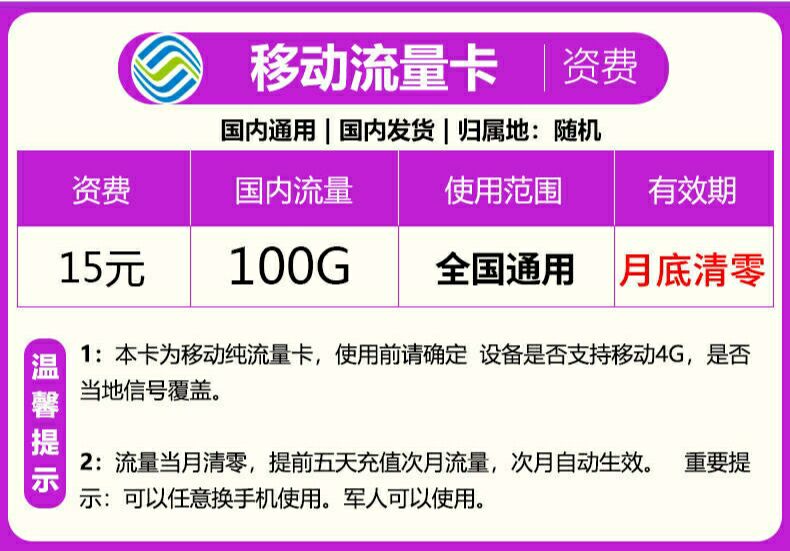 移动流量卡 | 资费
国内通用 | 国内发货 | 归属地：随机
资费 国内流量 使用范围 有效期
15元 100G 全国通用 月底清零
温馨提示
1：本卡为移动纯流量卡，使用前请确定 设备是否支持移动4G，是否
当地信号覆盖。
2：流量当月清零，提前五天充值次月流量，次月自动生效。 重要提
示：可以任意换手机使用。军人可以使用。